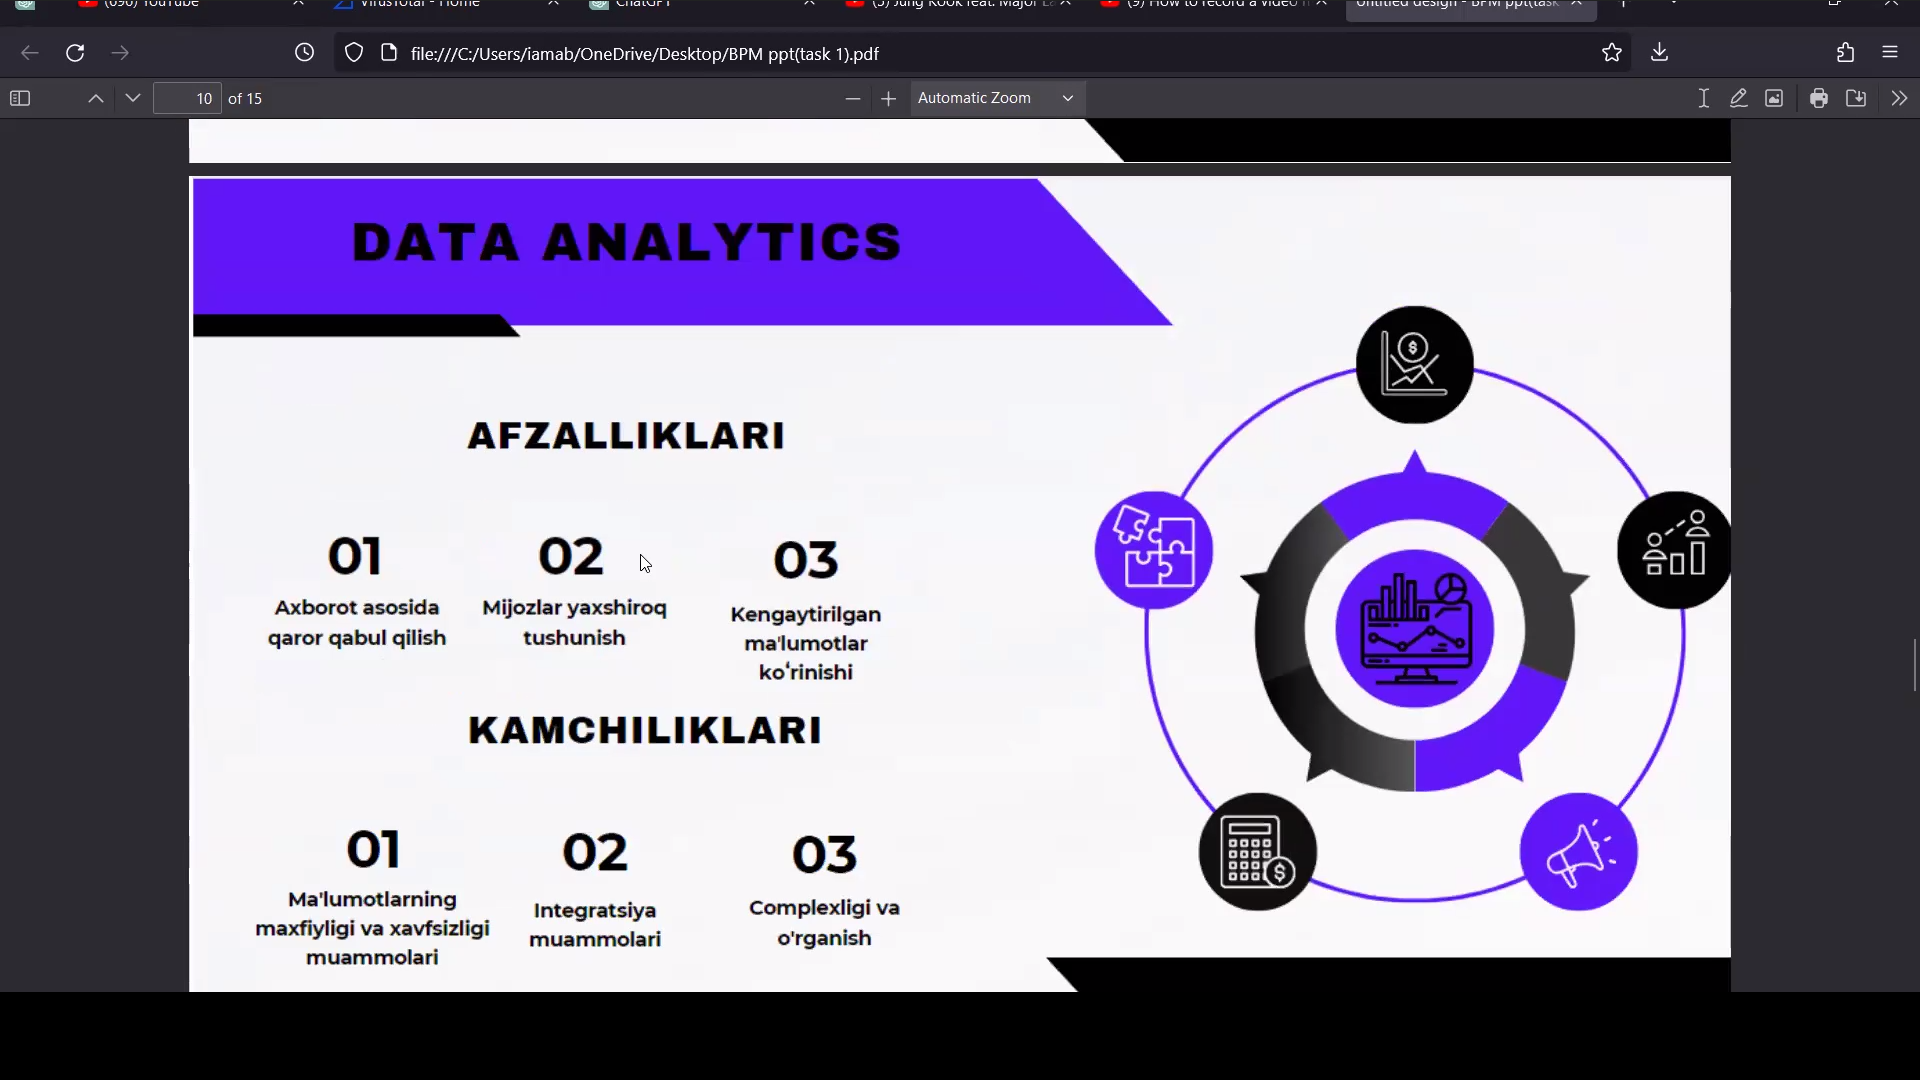 (696) YouTube
VirusTotal - Home
ChatGPT
(5) Jung Kook feat. Major La
(9) How to record a video
Untitled design - BPM ppt(task
file:///C:/Users/iamab/OneDrive/Desktop/BPM ppt(task 1).pdf
10 of 15
Automatic Zoom
DATA ANALYTICS
AFZALLIKLARI
01
Axborot asosida
qaror qabul qilish
02
Mijozlar yaxshiroq
tushunish
03
Kengaytirilgan
ma'lumotlar
ko‘rinishi
KAMCHILIKLARI
01
Ma'lumotlarning
maxfiyligi va xavfsizligi
muammolari
02
Integratsiya
muammolari
03
Complexligi va
o'rganish